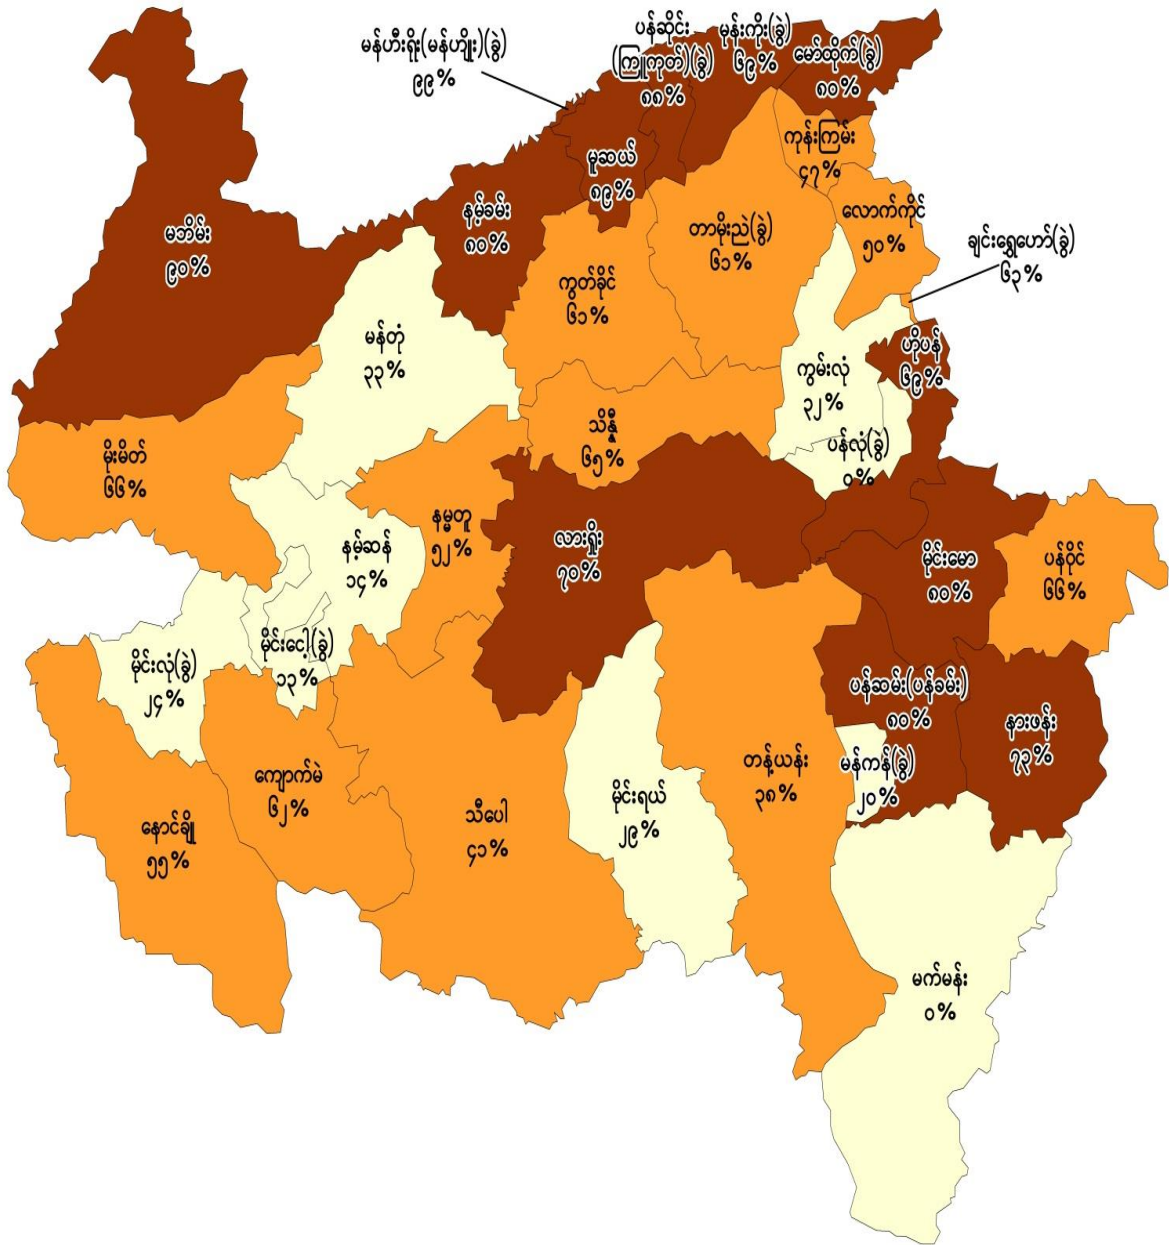 မန်ဟီးရိုး(မန်ဟျိုး)(ခွဲ)
၉၉%
ပန်ဆိုင်း
(ကြူကုတ်)(ခွဲ)
၈၈%
မုန်းကိုး(ခွဲ)
၆၉%
မော်ထိုက်(ခွဲ)
၈၀%
ကုန်းကြမ်း
၄၇%
မူဆယ်
၈၉%
နမ့်ခမ်း
၈၀%
မဘိမ်း
၉၀%
လောက်ကိုင်
၅၀%
ချင်းရွှေဟော်(ခွဲ)
၆၃%
တာမိုးညဲ(ခွဲ)
၆၁%
ကွတ်ခိုင်
၆၁%
မန်တုံ
၃၃%
ဟိုပန်
၆၉%
ကွမ်းလုံ
၃၂%
ပန်လုံ(ခွဲ)
၀%
သိန္နီ
၆၅%
မိုးမိတ်
၆၆%
နမ္မတူ
၅၂%
နမ့်ဆန်
၁၄%
လားရှိုး
၇၀%
မိုင်းမော
၈၀%
ပန်ဝိုင်
၆၆%
မိုင်းငေါ့(ခွဲ)
၁၃%
မိုင်းလုံ(ခွဲ)
၂၄%
ပန်ဆမ်း(ပန်ခမ်း)
၈၀%
နားဖန်း
၇၃%
မန်ကန်(ခွဲ)
၂၀%
တန့်ယန်း
၃၈%
ကျောက်မဲ
၆၂%
မိုင်းရယ်
၂၉%
သီပေါ
၄၁%
နောင်ချို
၅၅%
မက်မန်း
၀%